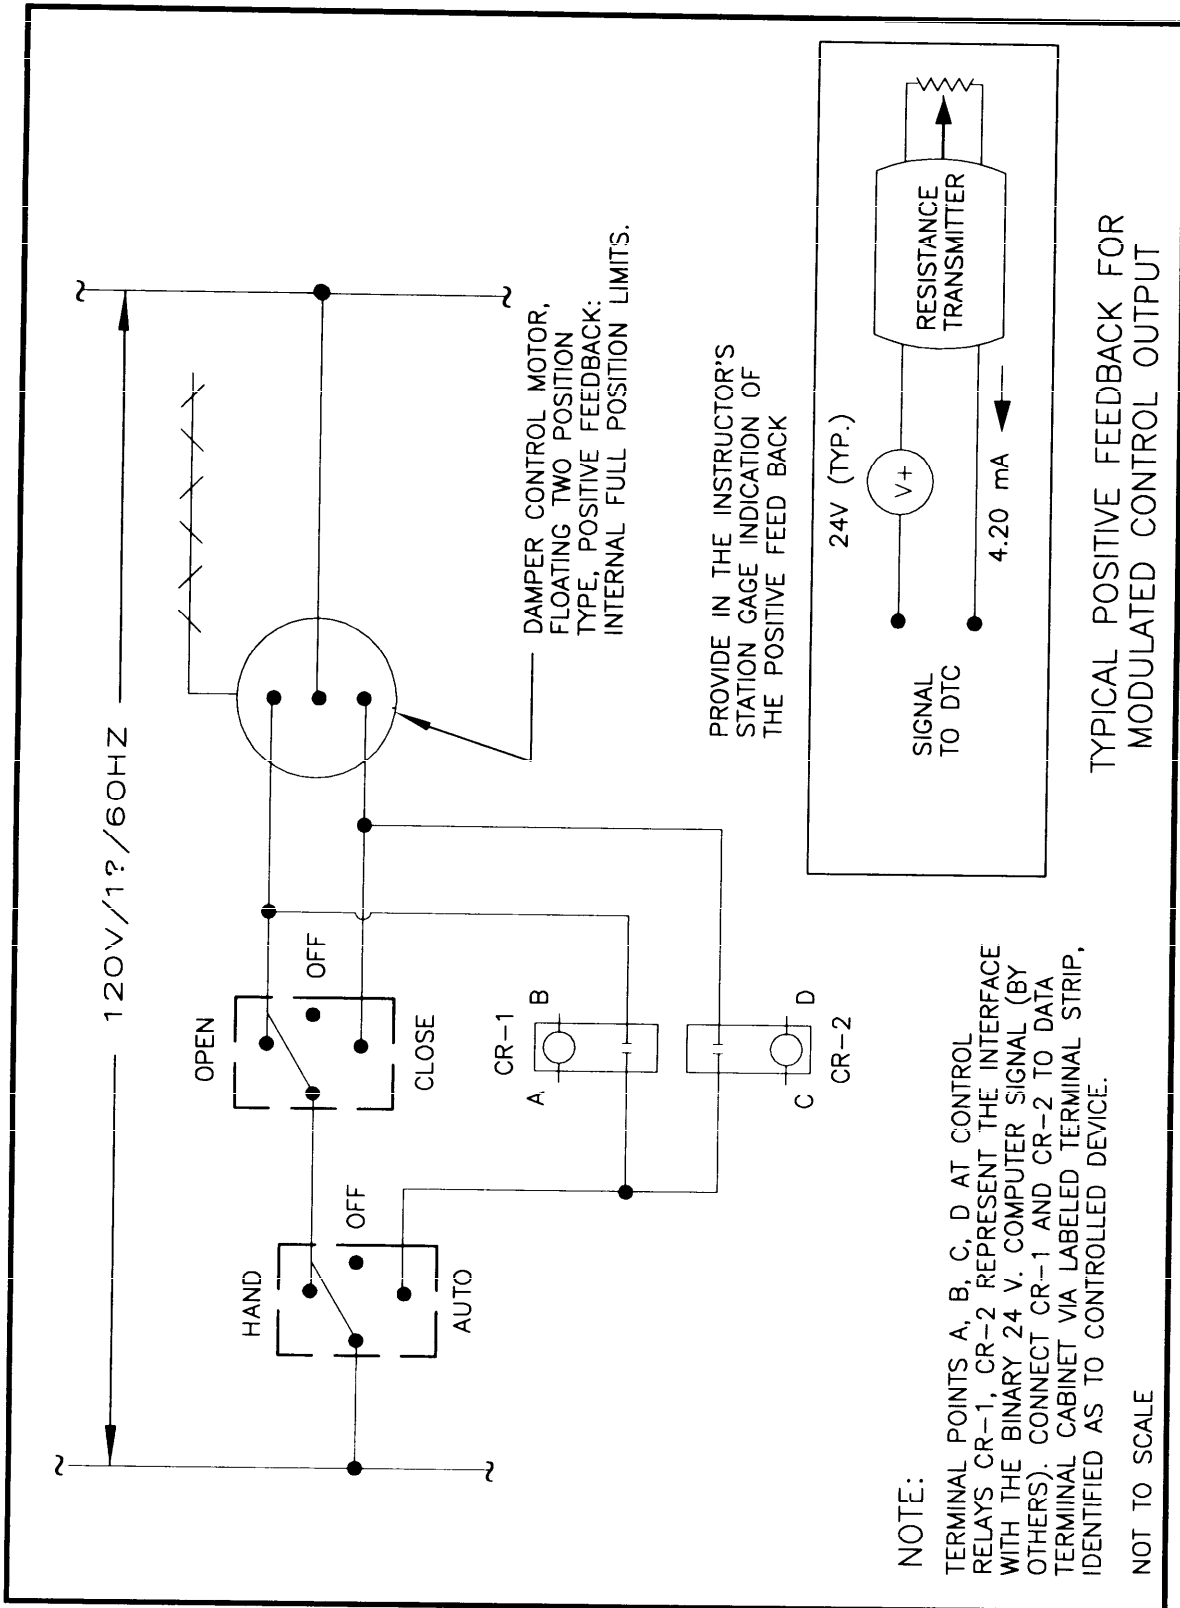 120V/1?/60HZ
HAND
OFF
AUTO
OPEN
OFF
CLOSE
DAMPER CONTROL MOTOR,
FLOATING TWO POSITION
TYPE, POSITIVE FEEDBACK:
INTERNAL FULL POSITION LIMITS.
A
CR-1
B
C
CR-2
D
PROVIDE IN THE INSTRUCTOR'S
STATION GAGE INDICATION OF
THE POSITIVE FEED BACK
24V (TYP.)
V+
SIGNAL
TO DTC
4.20 mA
RESISTANCE
TRANSMITTER
TYPICAL POSITIVE FEEDBACK FOR
MODULATED CONTROL OUTPUT
NOTE:
TERMINAL POINTS A, B, C, D AT CONTROL
RELAYS CR-1, CR-2 REPRESENT THE INTERFACE
WITH THE BINARY 24 V. COMPUTER SIGNAL (BY
OTHERS). CONNECT CR-1 AND CR-2 TO DATA
TERMINAL CABINET VIA LABELED TERMINAL STRIP,
IDENTIFIED AS TO CONTROLLED DEVICE.
NOT TO SCALE